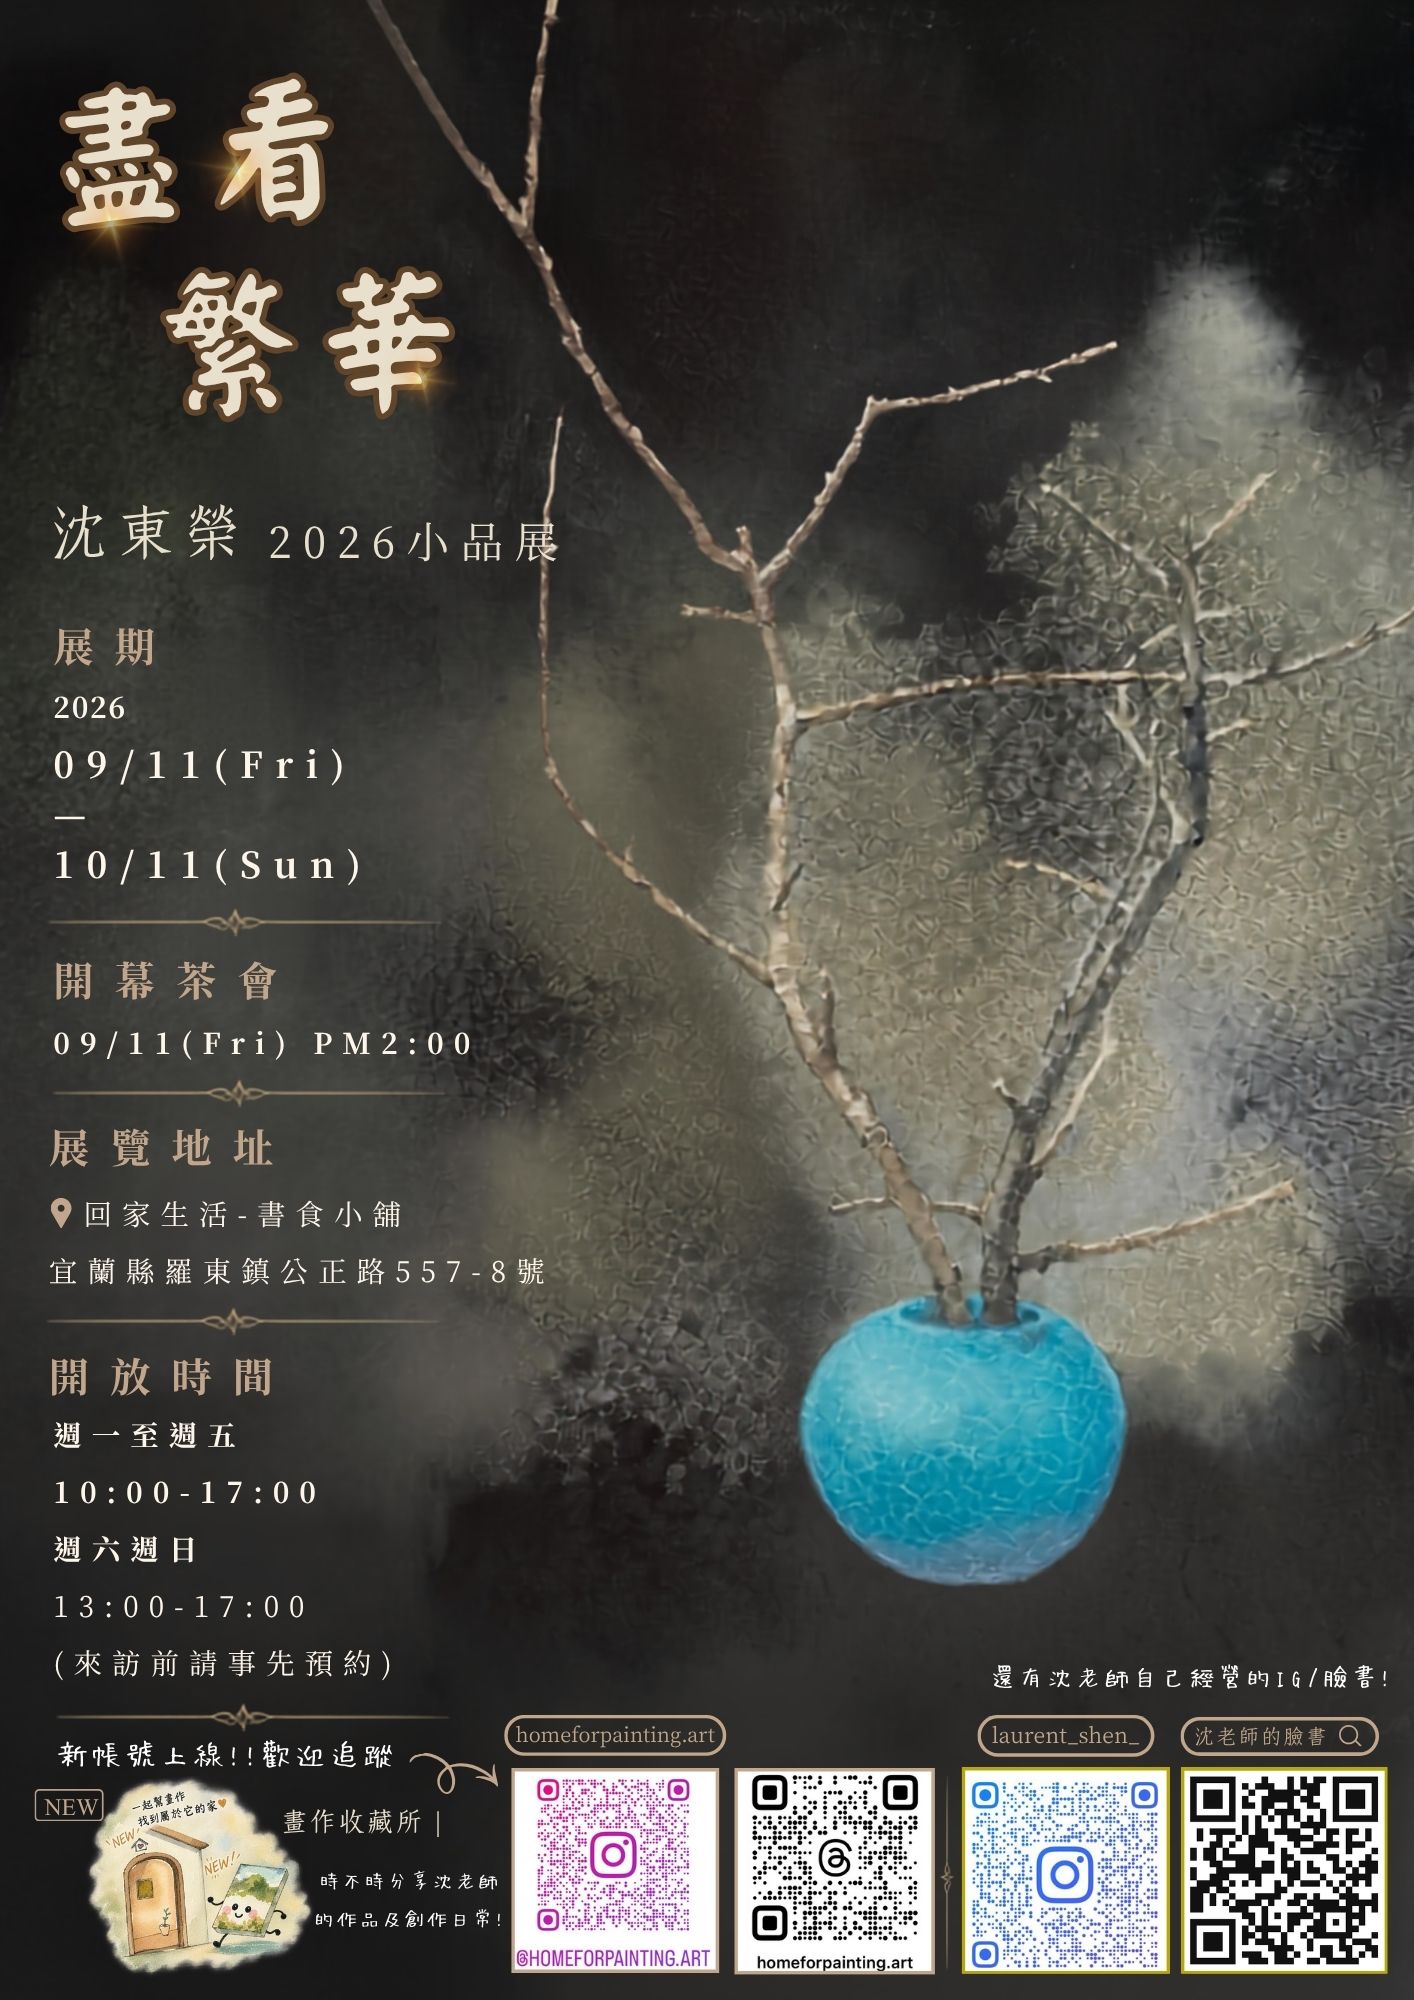 盡看
繁華
沈東榮 2026小品展
展期
2026
09/11(Fri)
—
10/11(Sun)
開幕茶會
09/11(Fri) PM2:00
展覽地址
回家生活-書食小舖
宜蘭縣羅東鎮公正路557-8號
開放時間
週一至週五
10:00-17:00
週六週日
13:00-17:00
(來訪前請事先預約)
還有沈老師自己經營的IG/臉書!
新帳號上線!!歡迎追蹤
homeforpainting.art
laurent_shen_
沈老師的臉書
NEW
一起幫畫作
找到屬於它的家
NEW
NEW!
畫作收藏所|
時不時分享沈老師
的作品及創作日常!
@HOMEFORPAINTING.ART
homeforpainting.art